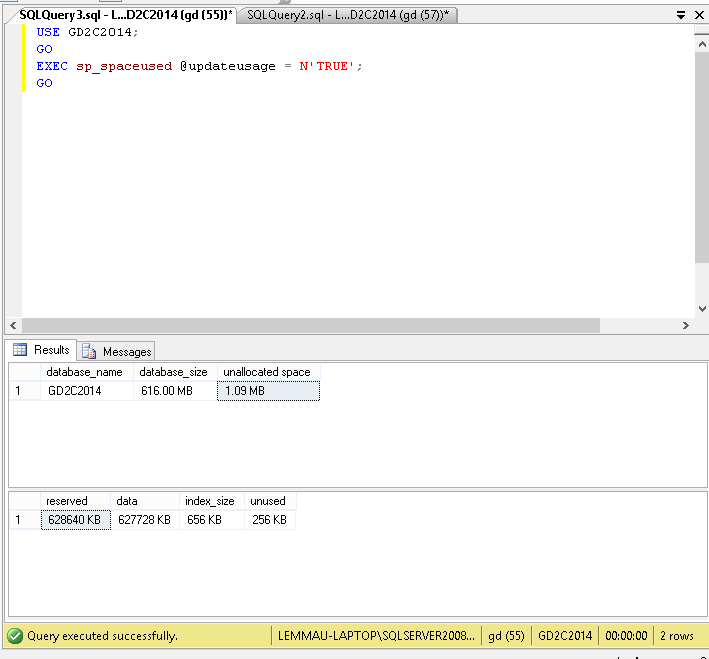 SQLQuery3.sql - L...D2C2014 (gd (55))* SQLQuery2.sql - L...D2C2014 (gd (57))*
USE GD2C2014;
GO
EXEC sp_spaceused @updateusage = N'TRUE';
GO
Results Messages
database_name database_size unallocated space
1 GD2C2014 616.00 MB 1.09 MB
reserved data index_size unused
1 628640 KB 627728 KB 656 KB 256 KB
Query executed successfully. LEMMAU-LAPTOP\SQLSERVER2008... gd (55) GD2C2014 00:00:00 2 rows